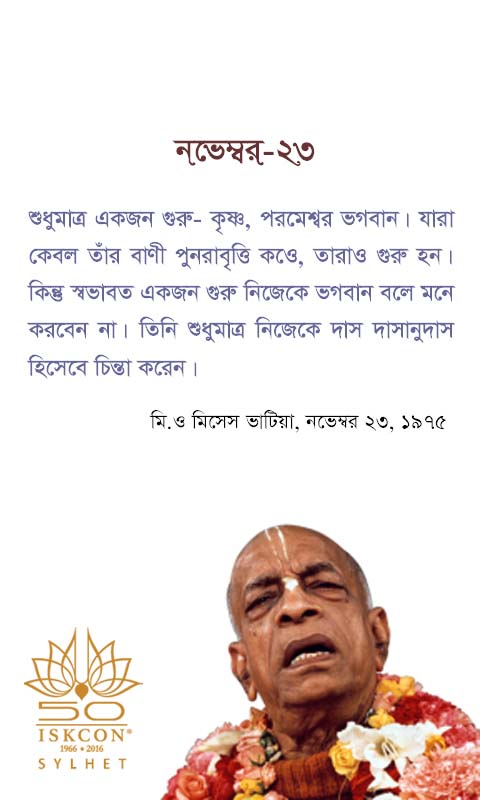 নভেম্বর-২৩
শুধুমাত্র একজন গুরু- কৃষ্ণ, পরমেশ্বর ভগবান। যারা
কেবল তাঁর বাণী পুনরাবৃত্তি কওে, তারাও গুরু হন।
কিন্তু স্বভাবত একজন গুরু নিজেকে ভগবান বলে মনে
করবেন না। তিনি শুধুমাত্র নিজেকে দাস দাসানুদাস
হিসেবে চিন্তা করেন।
মি.ও মিসেস ভাটিয়া, নভেম্বর ২৩, ১৯৭৫
50
ISKCON®
1966 • 2016
SYLHET